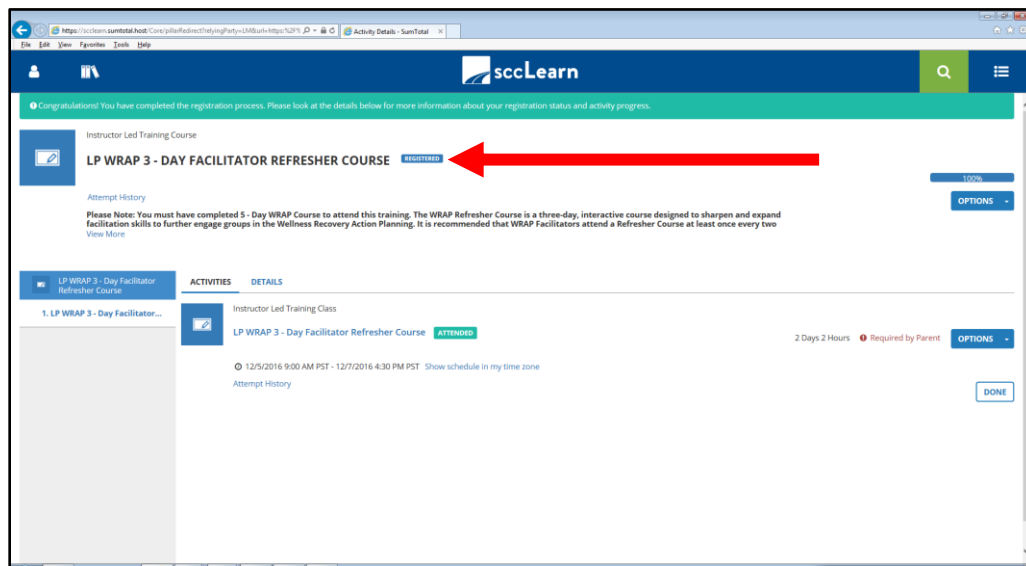 https://scclearn.sumtotal.host/Core/pillarRedirect?relyingParty=LM&url=https:%2F% Activity Details - SumTotal
File Edit View Favorites Tools Help
sccLearn
Congratulations! You have completed the registration process. Please look at the details below for more information about your registration status and activity progress.
Instructor Led Training Course
LP WRAP 3 - DAY FACILITATOR REFRESHER COURSE REGISTERED
100%
Attempt History
OPTIONS
Please Note: You must have completed 5 - Day WRAP Course to attend this training. The WRAP Refresher Course is a three-day, interactive course designed to sharpen and expand
facilitation skills to further engage groups in the Wellness Recovery Action Planning. It is recommended that WRAP Facilitators attend a Refresher Course at least once every two
View More
LP WRAP 3 - Day Facilitator
Refresher Course
ACTIVITIES DETAILS
1. LP WRAP 3 - Day Facilitator...
Instructor Led Training Class
LP WRAP 3 - Day Facilitator Refresher Course ATTENDED
2 Days 2 Hours Required by Parent OPTIONS
12/5/2016 9:00 AM PST - 12/7/2016 4:30 PM PST Show schedule in my time zone
Attempt History
DONE